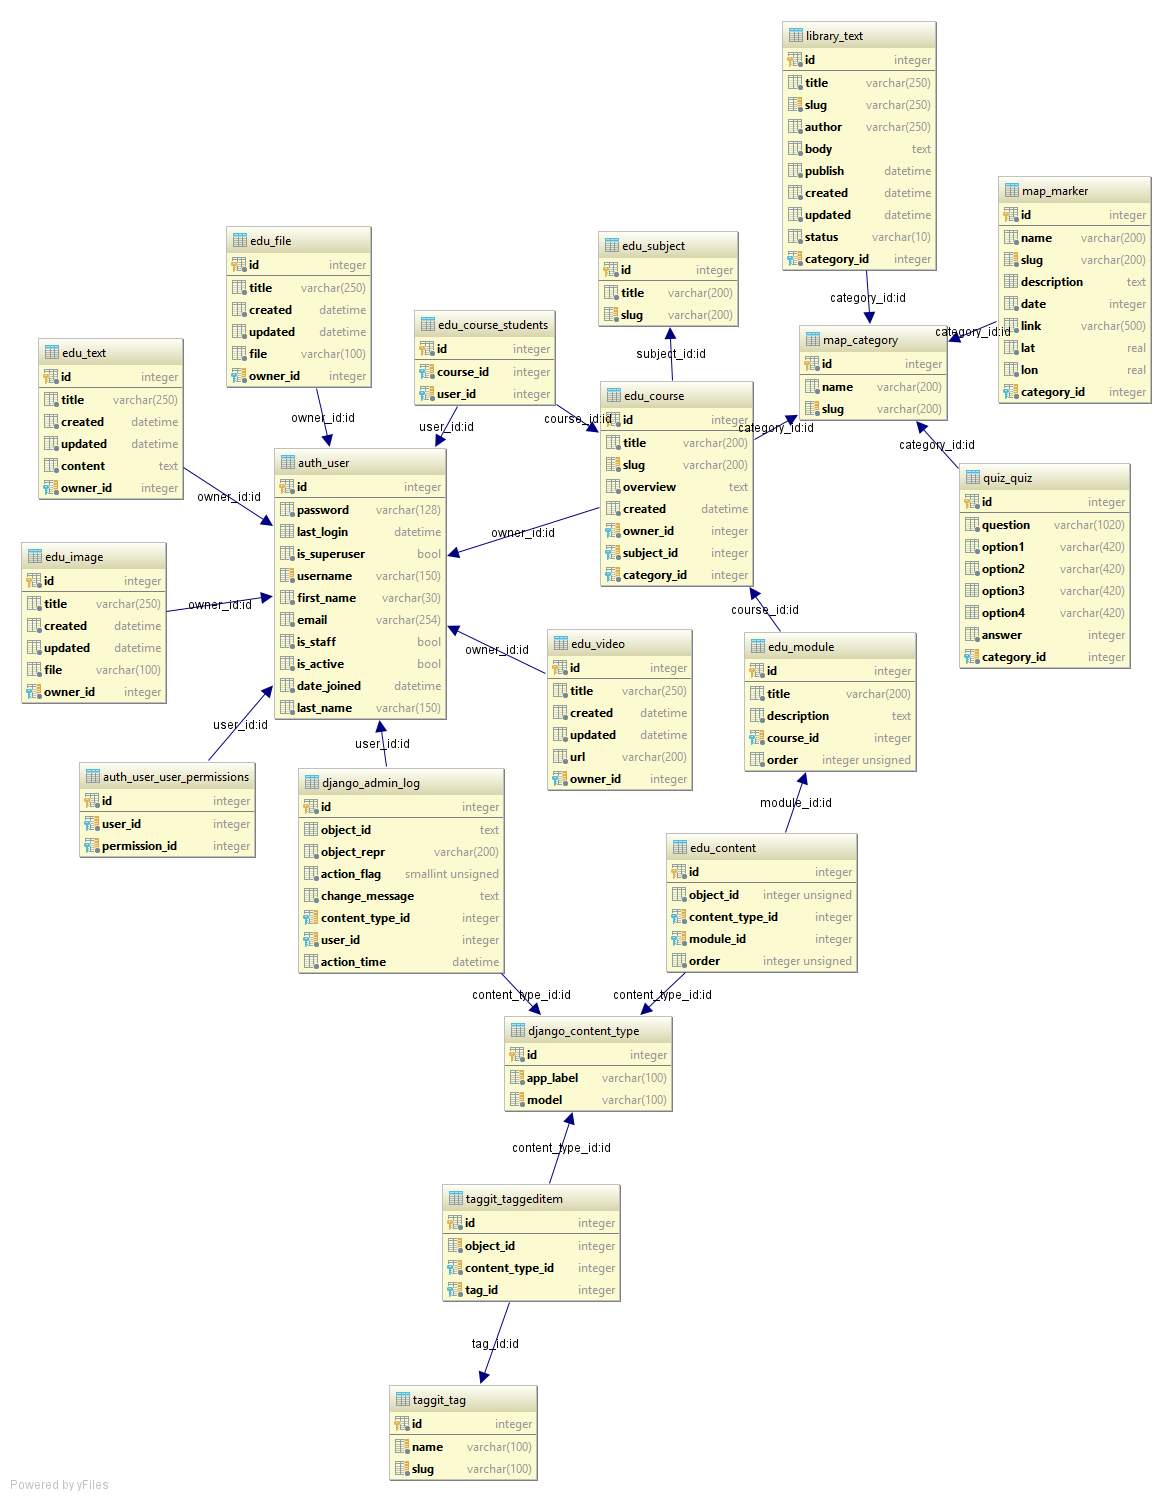 library_text
id integer
title varchar(250)
slug varchar(250)
author varchar(250)
body text
publish datetime
created datetime
updated datetime
status varchar(10)
category_id integer
category_id:id
map_marker
id integer
name varchar(200)
slug varchar(200)
description text
date integer
link varchar(500)
lat real
lon real
category_id integer
category_id:id
edu_file
id integer
title varchar(250)
created datetime
updated datetime
file varchar(100)
owner_id integer
owner_id:id
edu_subject
id integer
title varchar(200)
slug varchar(200)
subject_id:id
edu_course_students
id integer
course_id integer
user_id integer
user_id:id
course_id:id
map_category
id integer
name varchar(200)
slug varchar(200)
edu_text
id integer
title varchar(250)
created datetime
updated datetime
content text
owner_id integer
owner_id:id
edu_course
id integer
title varchar(200)
slug varchar(200)
overview text
created datetime
owner_id integer
subject_id integer
category_id integer
category_id:id
owner_id:id
auth_user
id integer
password varchar(128)
last_login datetime
is_superuser bool
username varchar(150)
first_name varchar(30)
email varchar(254)
is_staff bool
is_active bool
date_joined datetime
last_name varchar(150)
quiz_quiz
id integer
question varchar(1020)
option1 varchar(420)
option2 varchar(420)
option3 varchar(420)
option4 varchar(420)
answer integer
category_id integer
category_id:id
edu_image
id integer
title varchar(250)
created datetime
updated datetime
file varchar(100)
owner_id integer
owner_id:id
edu_video
id integer
title varchar(250)
created datetime
updated datetime
url varchar(200)
owner_id integer
owner_id:id
course_id:id
edu_module
id integer
title varchar(200)
description text
course_id integer
order integer unsigned
user_id:id
auth_user_user_permissions
id integer
user_id integer
permission_id integer
user_id:id
django_admin_log
id integer
object_id text
object_repr varchar(200)
action_flag smallint unsigned
change_message text
content_type_id integer
user_id integer
action_time datetime
content_type_id:id
module_id:id
edu_content
id integer
object_id integer unsigned
content_type_id integer
module_id integer
order integer unsigned
content_type_id:id
django_content_type
id integer
app_label varchar(100)
model varchar(100)
content_type_id:id
taggit_taggeditem
id integer
object_id integer
content_type_id integer
tag_id integer
tag_id:id
taggit_tag
id integer
name varchar(100)
slug varchar(100)
Powered by yFiles